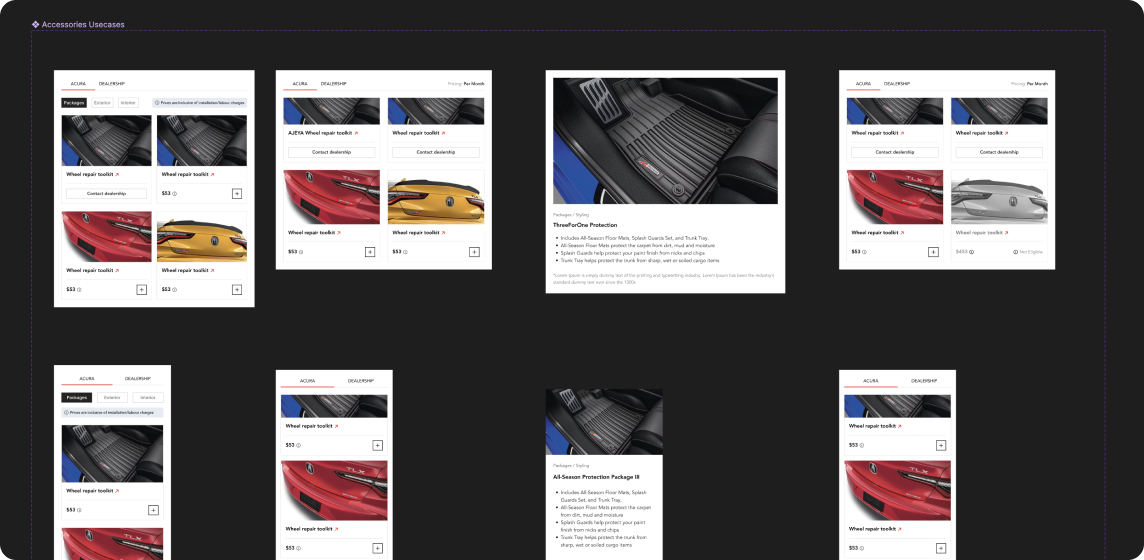 Accessories Usecases
ACURA DEALERSHIP
Packages Exterior Interior Prices are inclusive of installation/labour charges
Wheel repair toolkit Wheel repair toolkit
Contact dealership $53
Wheel repair toolkit Wheel repair toolkit
$53 $53
ACURA DEALERSHIP Pricing: Per Month
AJEYA Wheel repair toolkit Wheel repair toolkit
Contact dealership Contact dealership
TLX
Wheel repair toolkit Wheel repair toolkit
$53 $53
Packages / Styling
ThreeForOne Protection
• Includes All-Season Floor Mats, Splash Guards Set, and Trunk Tray.
• All-Season Floor Mats protect the carpet from dirt, mud and moisture
• Splash Guards help protect your paint finish from nicks and chips
• Trunk Tray helps protect the trunk from sharp, wet or soiled cargo items
*Lorem Ipsum is simply dummy text of the printing and typesetting industry. Lorem Ipsum has been the industry's
standard dummy text ever since the 1500s
ACURA DEALERSHIP Pricing: Per Month
Wheel repair toolkit Wheel repair toolkit
Contact dealership Contact dealership
TLX
Wheel repair toolkit Wheel repair toolkit
$53 $453 Not Eligible
ACURA DEALERSHIP
Packages Exterior Interior
Prices are inclusive of installation/labour charges
Wheel repair toolkit
$53
TLX
ACURA DEALERSHIP
Wheel repair toolkit
$53
TLX
Wheel repair toolkit
$53
Packages / Styling
All-Season Protection Package III
• Includes All-Season Floor Mats, Splash
Guards Set, and Trunk Tray.
• All-Season Floor Mats protect the carpet
from dirt, mud and moisture
• Splash Guards help protect your paint
finish from nicks and chips
• Trunk Tray helps protect the trunk from
sharp, wet or soiled cargo items
ACURA DEALERSHIP
Wheel repair toolkit
$53
TLX
Wheel repair toolkit
$53